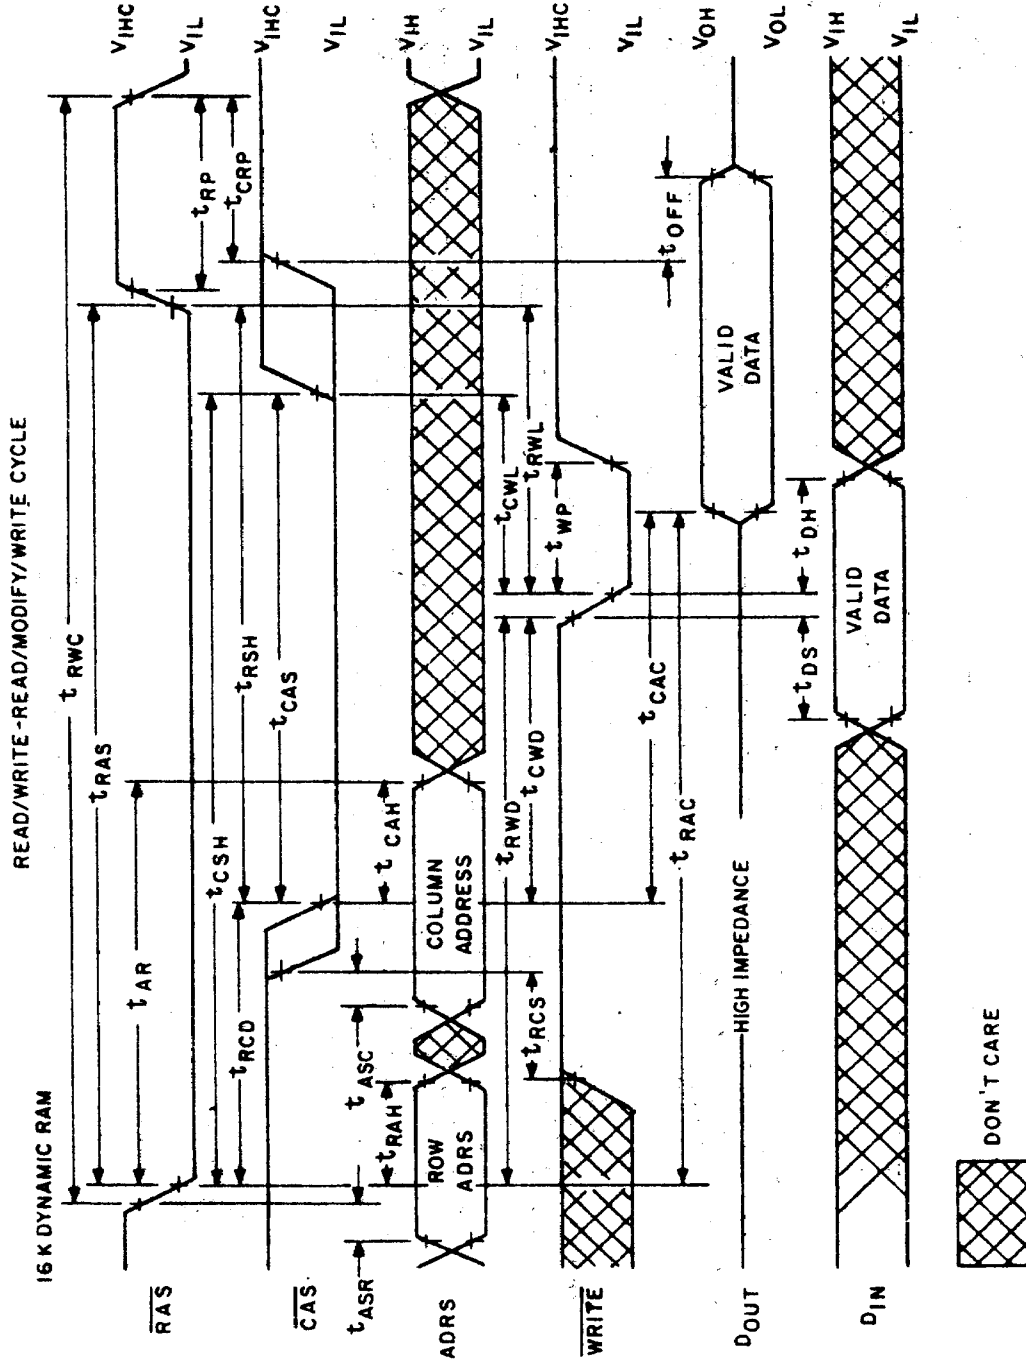 READ/WRITE-READ/MODIFY/WRITE CYCLE
16K DYNAMIC RAM
RAS
tRWC
tRAS
tAR
tRP
VIHC
VIL
CAS
tCSH
tRCD
tRSH
tCAS
tCRP
VIHC
VIL
ADRS
tASR
tRAH
tASC
tCAH
ROW
ADRS
COLUMN
ADDRESS
VIH
VIL
WRITE
tRCS
tRWD
tCWD
tCWL
tRWL
tWP
VIHC
VIL
DOUT
HIGH IMPEDANCE
tCAC
tRAC
tOFF
VALID
DATA
VOH
VOL
DIN
tDS
tDH
VALID
DATA
VIH
VIL
DON'T CARE